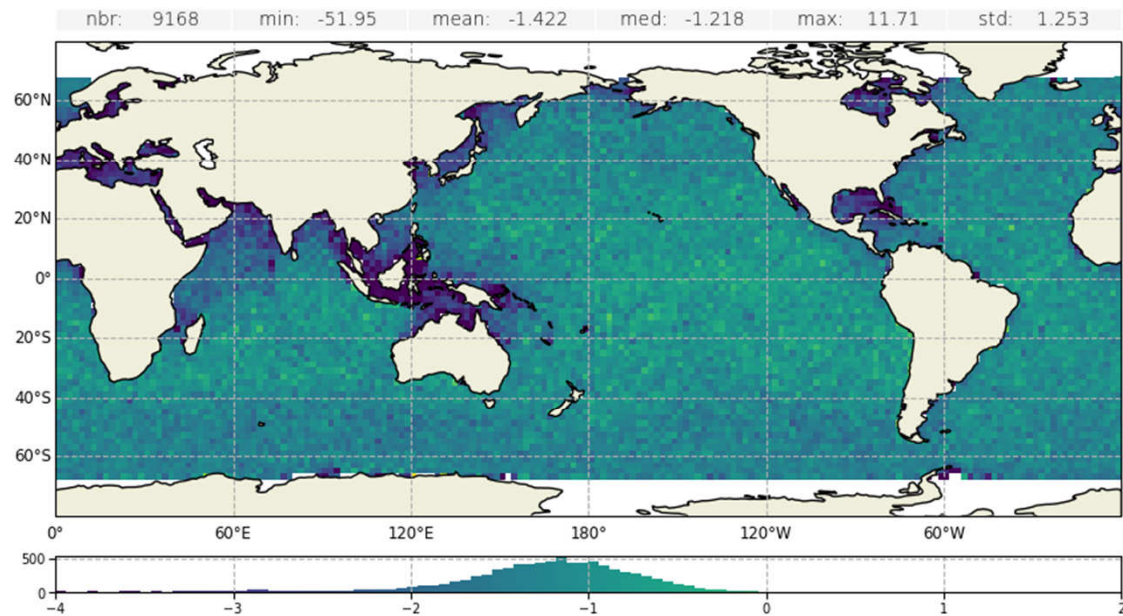 nbr: 9168 min: -51.95 mean: -1.422 med: -1.218 max: 11.71 std: 1.253
60°N
40°N
20°N
0°
20°S
40°S
60°S
0° 60°E 120°E 180° 120°W 60°W
500
0
−4 −3 −2 −1 0 1 2